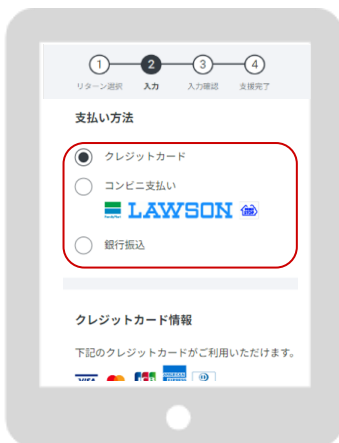 1 2 3 4
リターン選択 入力 入力確認 支援完了
支払い方法
クレジットカード
コンビニ支払い
FamilyMart LAWSON
銀行振込
クレジットカード情報
下記のクレジットカードがご利用いただけます。
VISA JCB AMERICAN EXPRESS